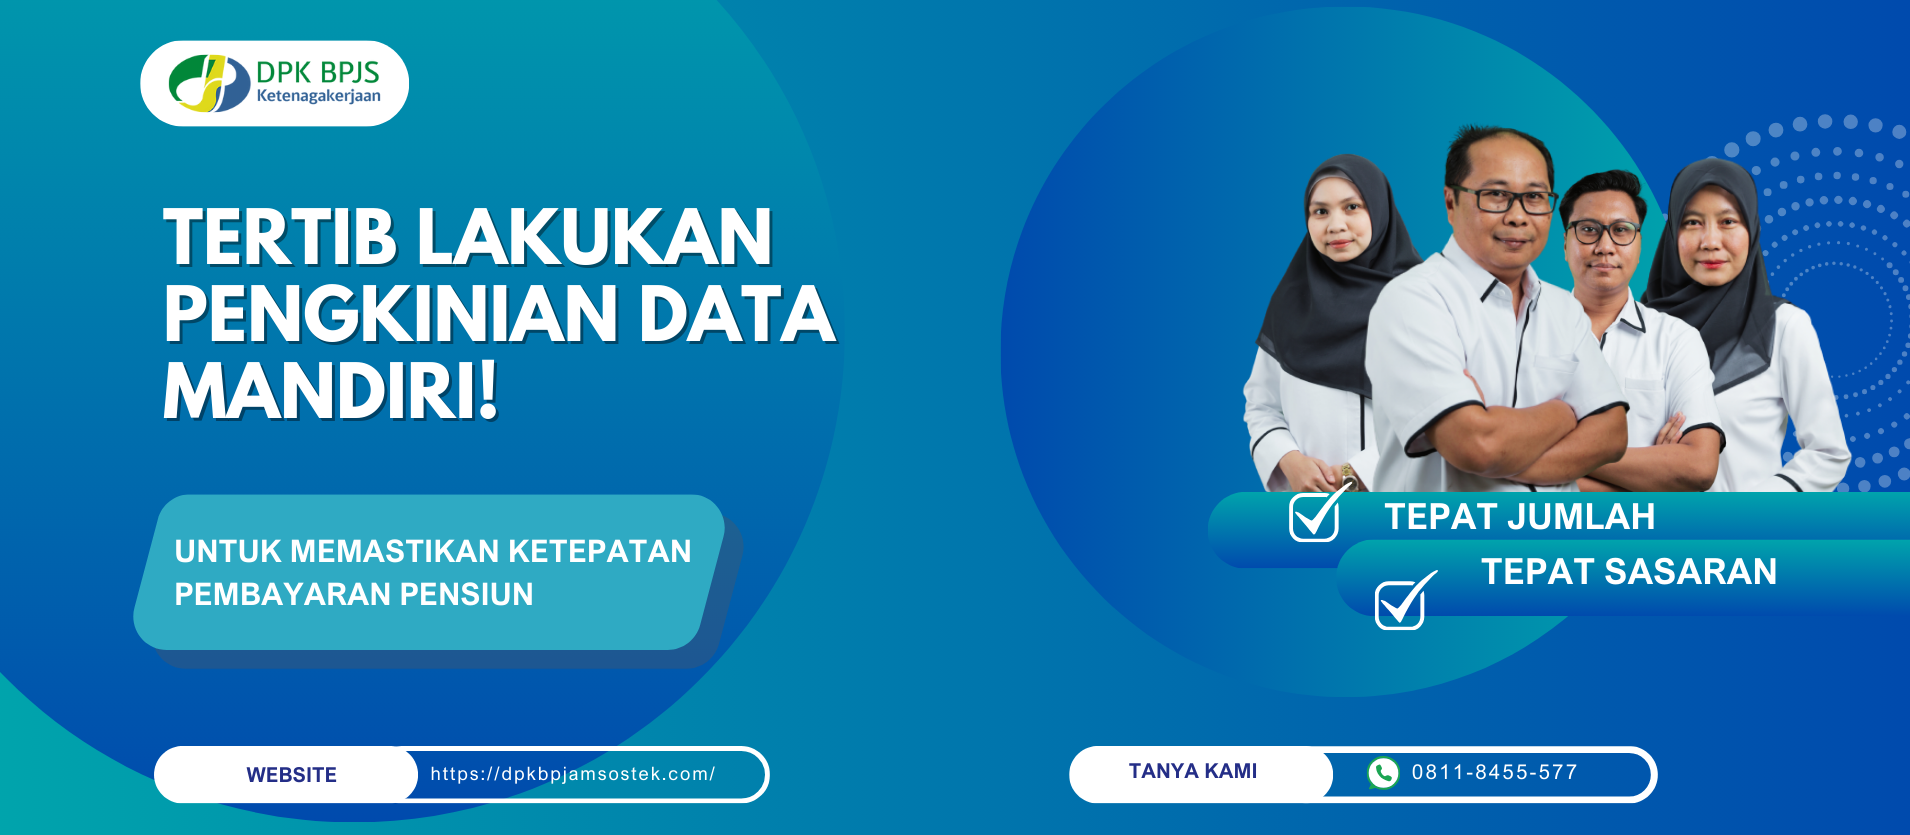 DPK BPJS
Ketenagakerjaan
TERTIB LAKUKAN
PENGKINIAN DATA
MANDIRI!
UNTUK MEMASTIKAN KETEPATAN
PEMBAYARAN PENSIUN
TEPAT JUMLAH
TEPAT SASARAN
WEBSITE
https://dpkbpjamsostek.com/
TANYA KAMI
0811-8455-577